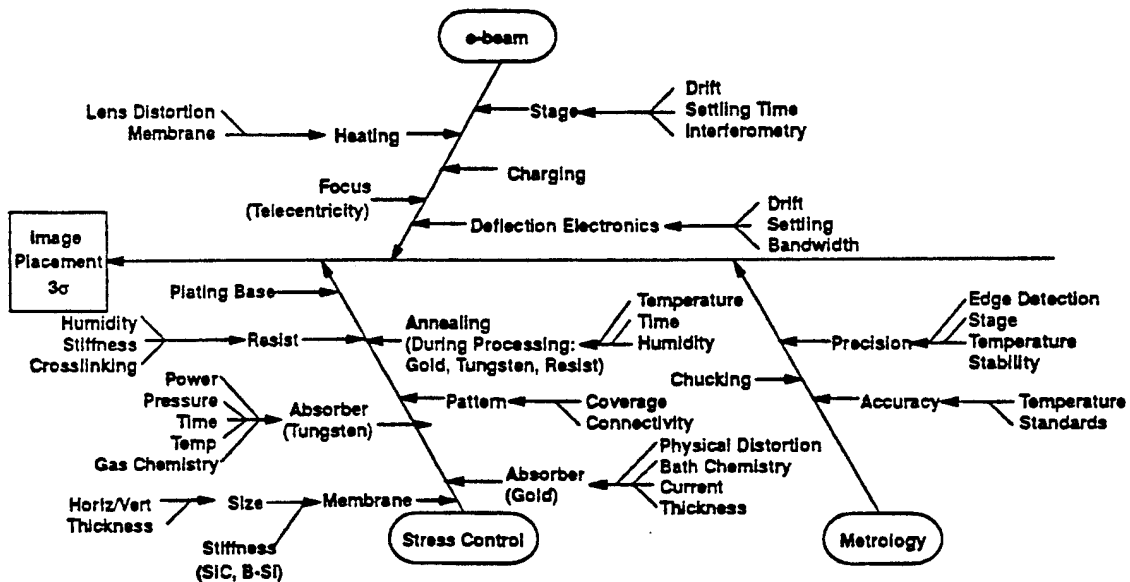 e-beam
Drift
Stage
Settling Time
Interferometry
Lens Distortion
Membrane
Heating
Charging
Focus
(Telecentricity)
Deflection Electronics
Drift
Settling
Bandwidth
Image
Placement
3σ
Plating Base
Humidity
Stiffness
Crosslinking
Resist
Annealing
(During Processing:
Gold, Tungsten, Resist)
Temperature
Time
Humidity
Edge Detection
Stage
Temperature
Stability
Precision
Chucking
Accuracy
Temperature
Standards
Power
Pressure
Time
Temp
Gas Chemistry
Absorber
(Tungsten)
Pattern
Coverage
Connectivity
Absorber
(Gold)
Physical Distortion
Bath Chemistry
Current
Thickness
Horiz/Vert
Thickness
Size
Membrane
Stiffness
(SiC, B-Si)
Stress Control
Metrology